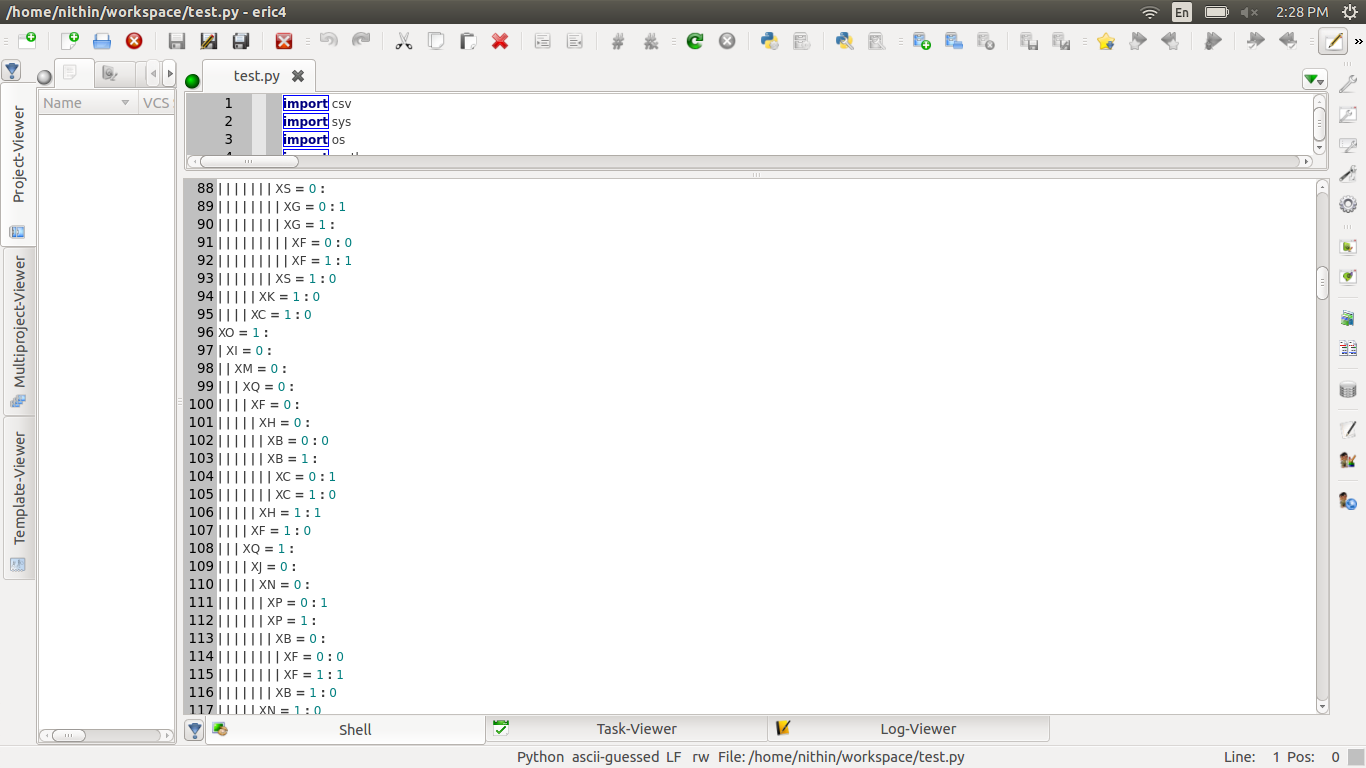 /home/nithin/workspace/test.py - eric4
En
2:28 PM
test.py
Name
VCS
Project-Viewer
Multiproject-Viewer
Template-Viewer
1 import csv
2 import sys
3 import os
88 | | | | | | | XS = 0 :
89 | | | | | | | | XG = 0 : 1
90 | | | | | | | | XG = 1 :
91 | | | | | | | | | XF = 0 : 0
92 | | | | | | | | | XF = 1 : 1
93 | | | | | | | XS = 1 : 0
94 | | | | | XK = 1 : 0
95 | | | | XC = 1 : 0
96 XO = 1 :
97 | XI = 0 :
98 | | XM = 0 :
99 | | | XQ = 0 :
100 | | | | XF = 0 :
101 | | | | | XH = 0 :
102 | | | | | | XB = 0 : 0
103 | | | | | | XB = 1 :
104 | | | | | | | XC = 0 : 1
105 | | | | | | | XC = 1 : 0
106 | | | | | XH = 1 : 1
107 | | | | XF = 1 : 0
108 | | | XQ = 1 :
109 | | | | XJ = 0 :
110 | | | | | XN = 0 :
111 | | | | | | XP = 0 : 1
112 | | | | | | XP = 1 :
113 | | | | | | | XB = 0 :
114 | | | | | | | | XF = 0 : 0
115 | | | | | | | | XF = 1 : 1
116 | | | | | | | XB = 1 : 0
117 | | | | | XN = 1 : 0
Shell
Task-Viewer
Log-Viewer
Python ascii-guessed LF rw File: /home/nithin/workspace/test.py Line: 1 Pos: 0